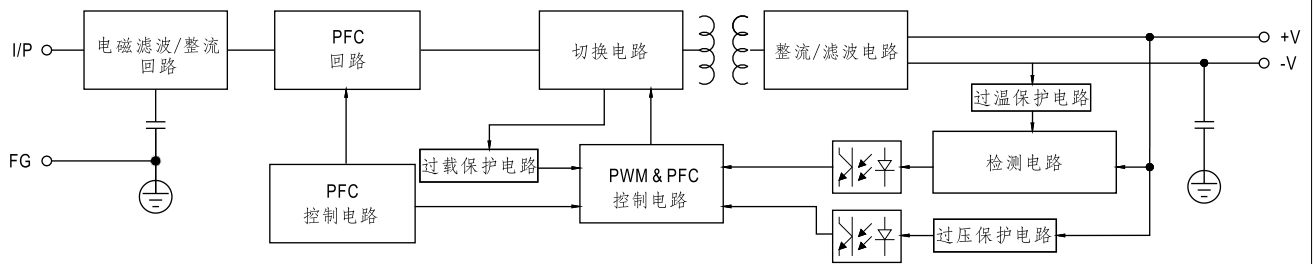 I/P
电磁滤波/整流
回路
PFC
回路
切换电路
整流/滤波电路
+V
-V
过温保护电路
FG
过载保护电路
PFC
控制电路
PWM & PFC
控制电路
检测电路
过压保护电路